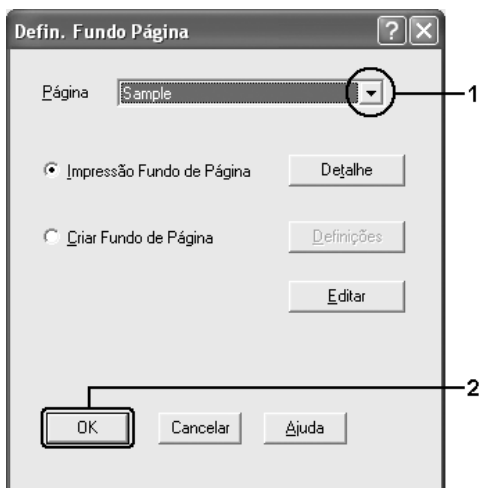 Defin. Fundo Página
Página Sample 1
Impressão Fundo de Página Detalhe
Criar Fundo de Página Definições
Editar
2
OK Cancelar Ajuda